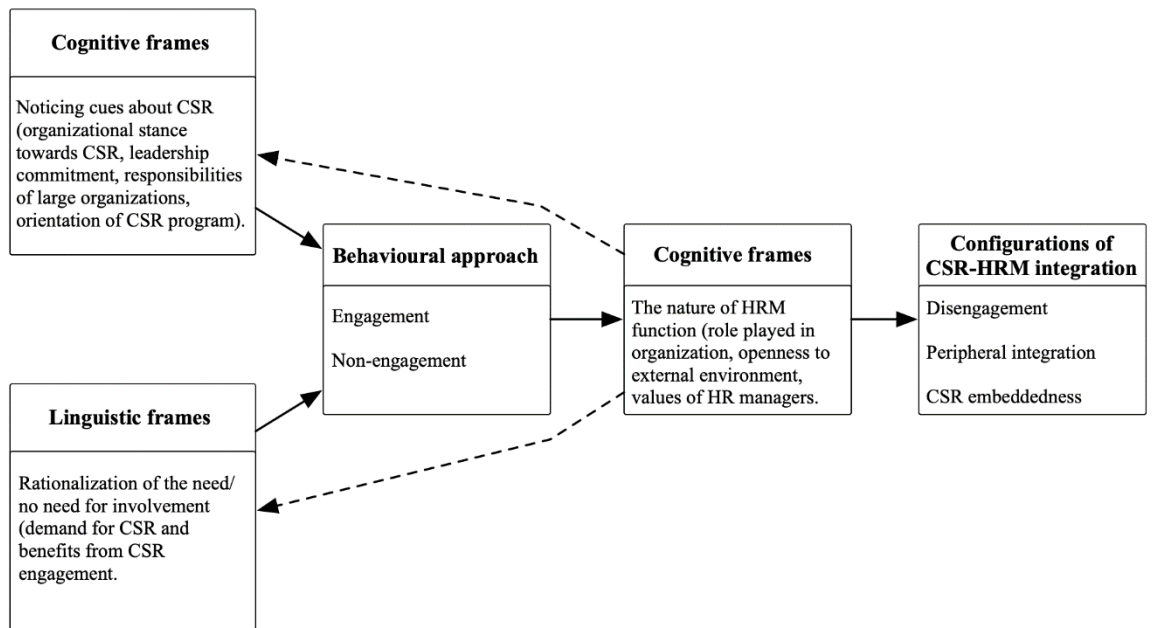 Cognitive frames
Noticing cues about CSR
(organizational stance
towards CSR, leadership
commitment, responsibilities
of large organizations,
orientation of CSR program).
Linguistic frames
Rationalization of the need/
no need for involvement
(demand for CSR and
benefits from CSR
engagement.
Behavioural approach
Engagement
Non-engagement
Cognitive frames
The nature of HRM
function (role played in
organization, openness to
external environment,
values of HR managers.
Configurations of
CSR-HRM integration
Disengagement
Peripheral integration
CSR embeddedness